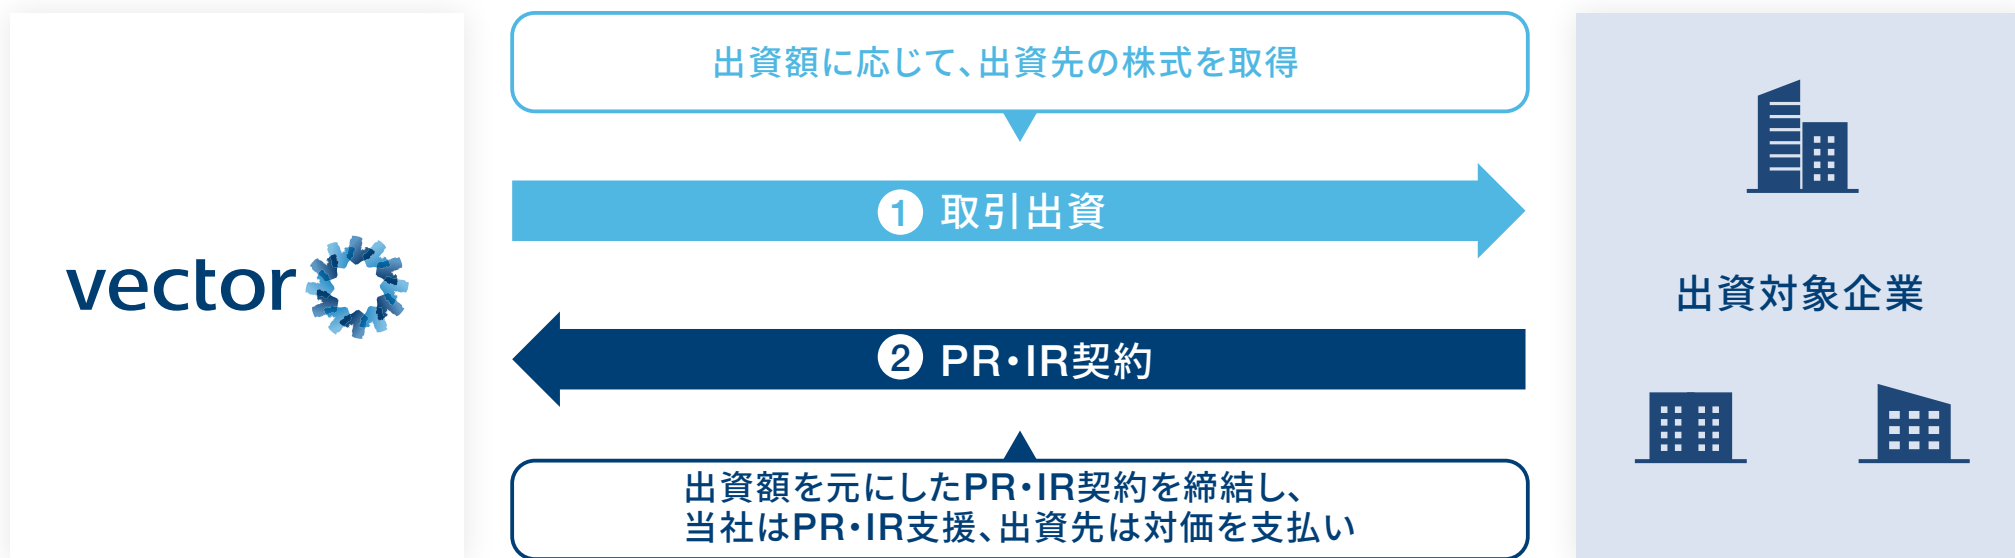 出資額に応じて、出資先の株式を取得
1 取引出資
vector
出資対象企業
2 PR・IR契約
出資額を元にしたPR・IR契約を締結し、
当社はPR・IR支援、出資先は対価を支払い